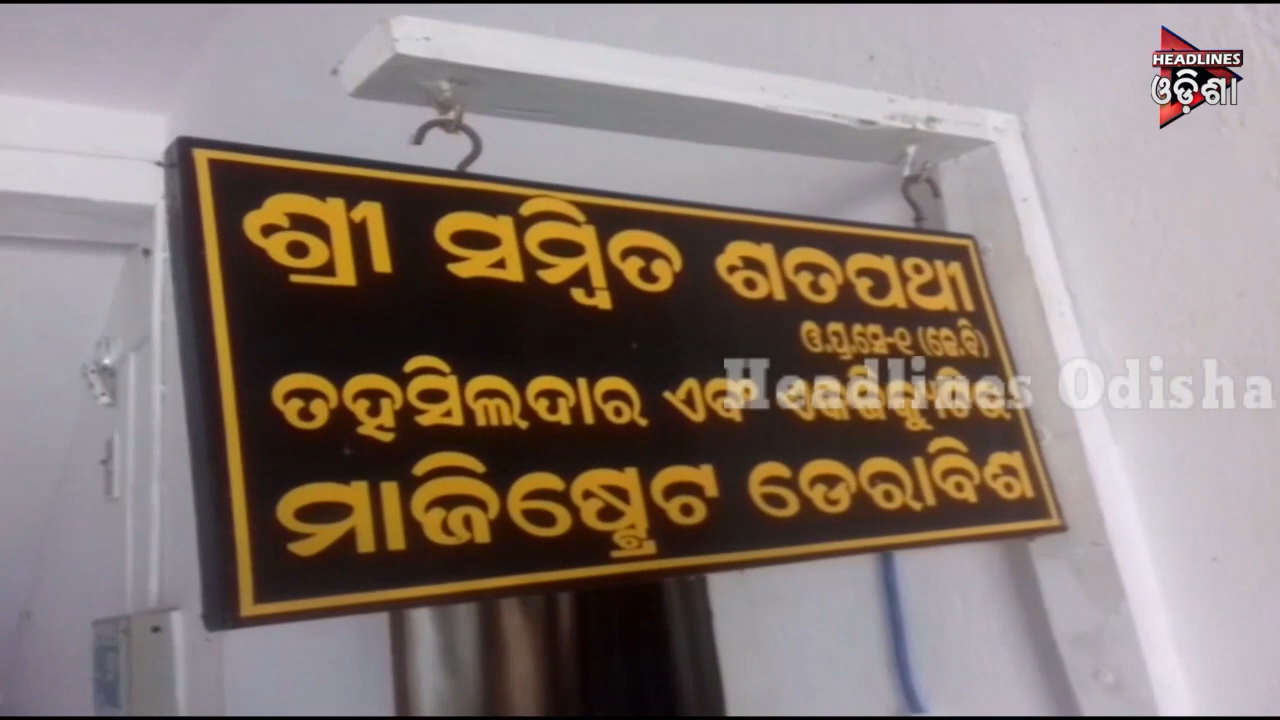 HEADLINES
ଓଡ଼ିଶା
ଶ୍ରୀ ସମ୍ବିତ ଶତପଥୀ
ଓ.ପ୍ର.ସେ-୧ (ଜେ.ବି)
ତହସିଲଦାର ଏବଂ ଏକଜିକ୍ୟୁଟିଭ
Headlines Odisha
ମାଜିଷ୍ଟ୍ରେଟ ଡେରାବିଶ